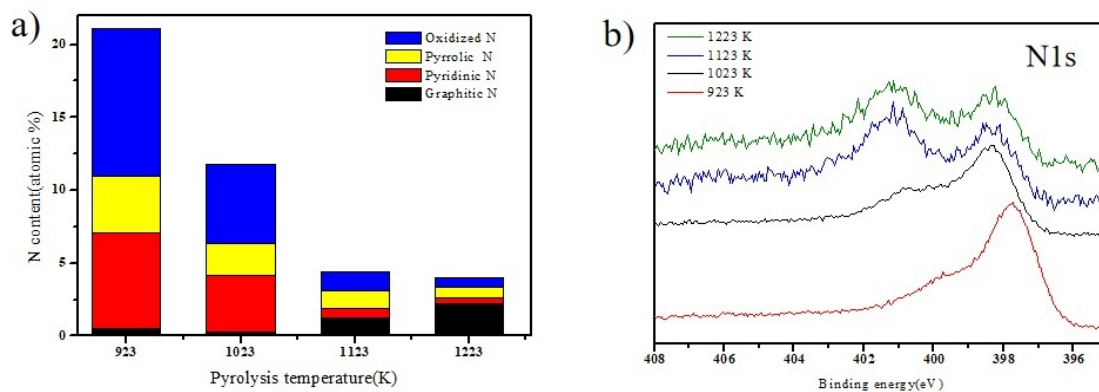 a)
N content(atomic %)
20
15
10
5
0
Oxidized N
Pyrrolic N
Pyridinic N
Graphitic N
923 1023 1123 1223
Pyrolysis temperature(K)
b)
N1s
1223 K
1123 K
1023 K
923 K
408 406 404 402 400 398 396
Binding energy(eV)